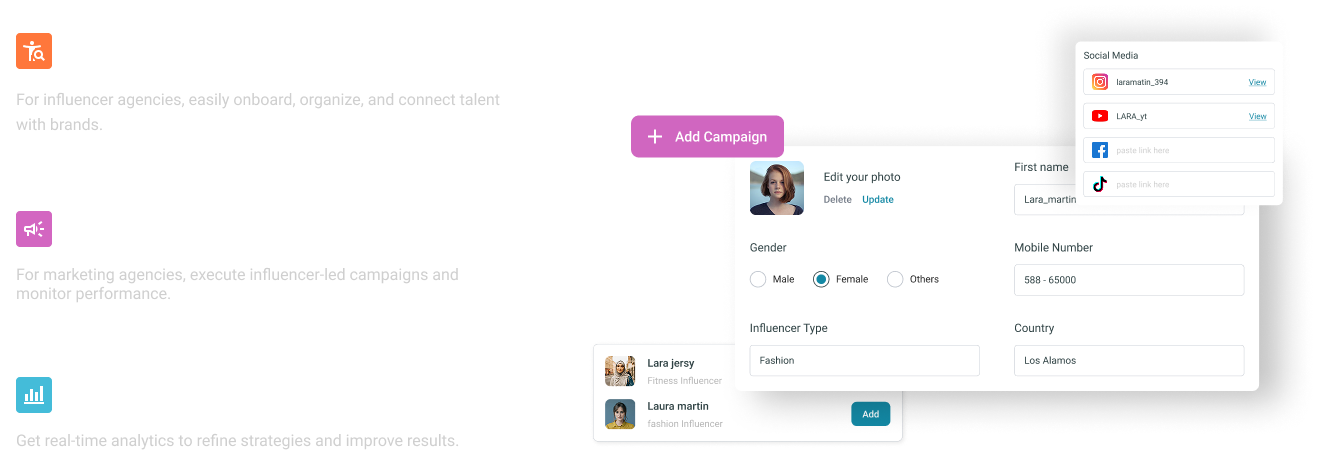 For influencer agencies, easily onboard, organize, and connect talent
with brands.
For marketing agencies, execute influencer-led campaigns and
monitor performance.
Get real-time analytics to refine strategies and improve results.
Add Campaign
Social Media
laramatin_394 View
LARA_yt View
paste link here
paste link here
Edit your photo
Delete Update
First name
Lara_martin
Gender
Male Female Others
Mobile Number
588 - 65000
Influencer Type
Fashion
Country
Los Alamos
Lara jersy
Fitness Influencer
Laura martin
fashion Influencer
Add